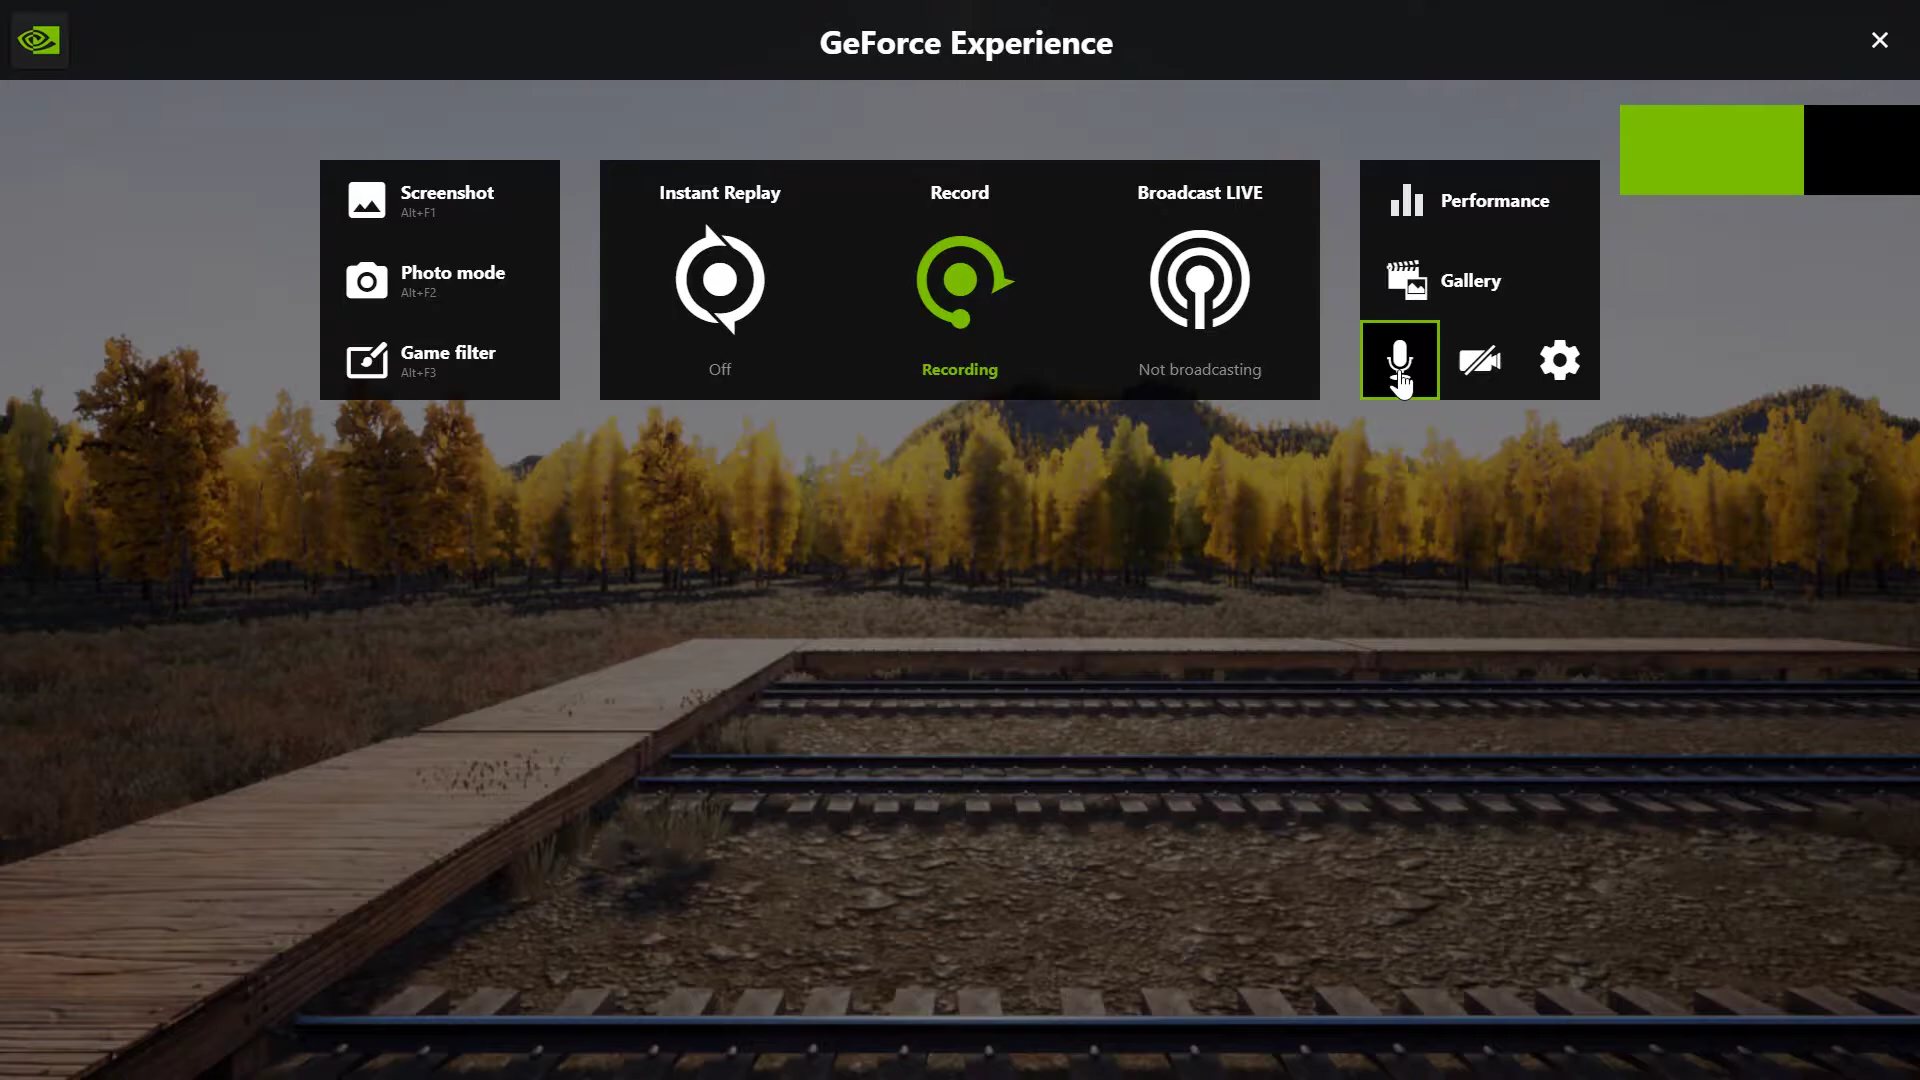 GeForce Experience
Screenshot
Alt+F1
Photo mode
Alt+F2
Game filter
Alt+F3
Instant Replay
Off
Record
Recording
Broadcast LIVE
Not broadcasting
Performance
Gallery